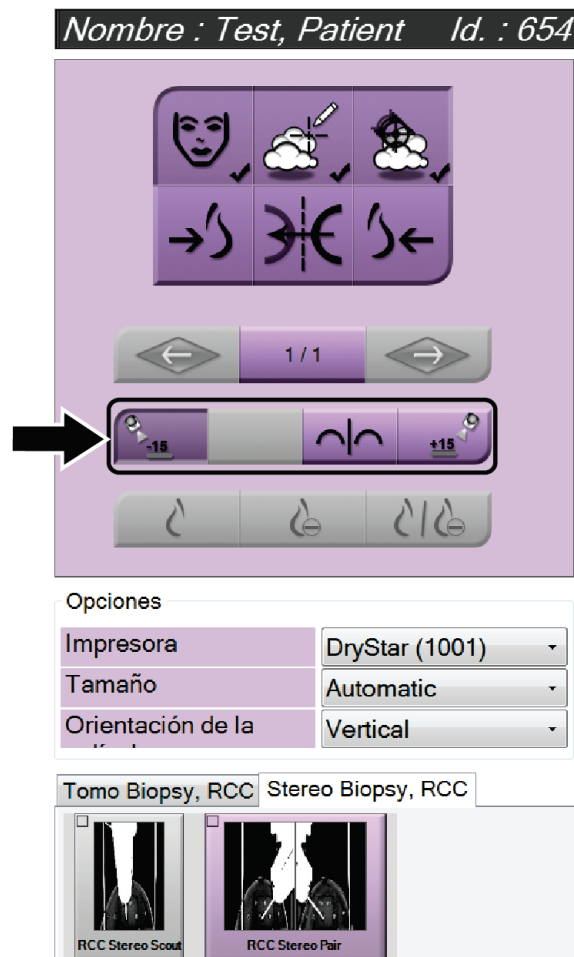 Nombre : Test, Patient Id. : 654
1 / 1
-15 +15
Opciones
Impresora DryStar (1001)
Tamaño Automatic
Orientación de la Vertical
Tomo Biopsy, RCC Stereo Biopsy, RCC
RCC Stereo Scout RCC Stereo Pair